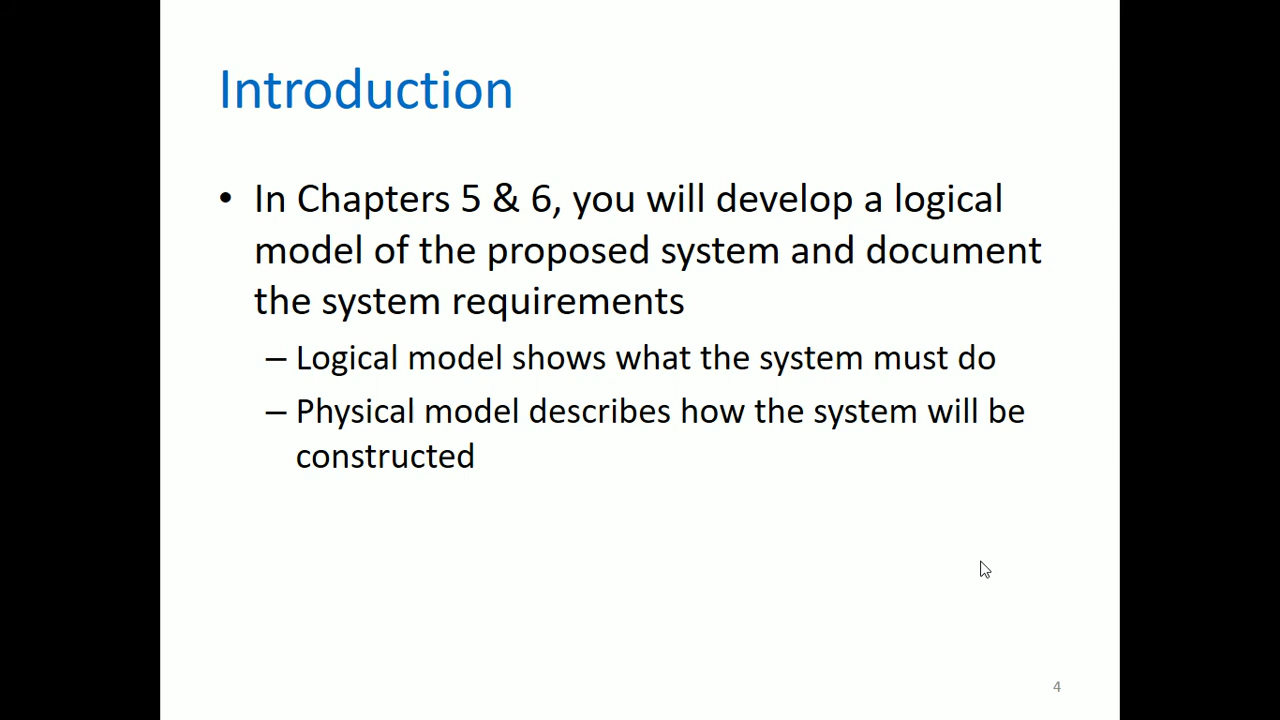 Introduction
• In Chapters 5 & 6, you will develop a logical
model of the proposed system and document
the system requirements
– Logical model shows what the system must do
– Physical model describes how the system will be
constructed
4